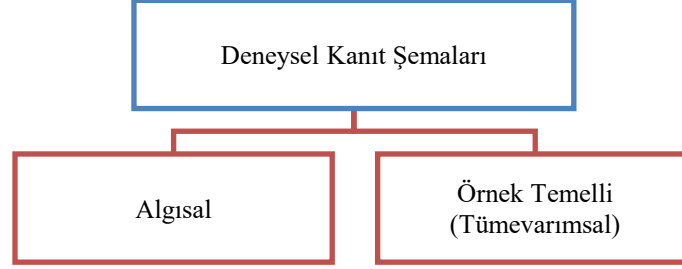 Deneysel Kanıt Şemaları
Algısal
Örnek Temelli
(Tümevarımsal)